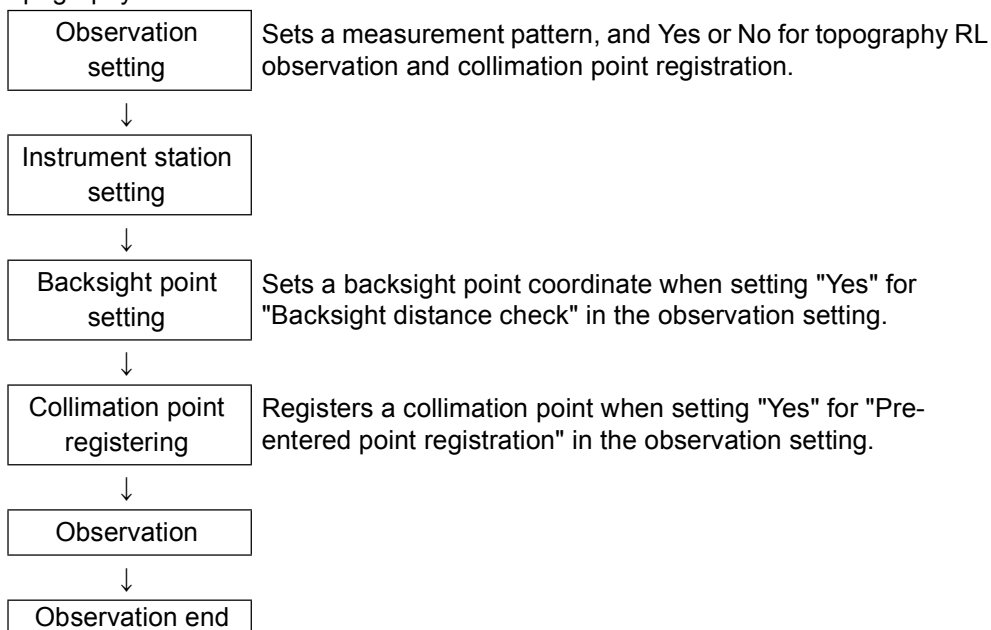 Observation
setting
Sets a measurement pattern, and Yes or No for topography RL
observation and collimation point registration.
↓
Instrument station
setting
↓
Backsight point
setting
Sets a backsight point coordinate when setting "Yes" for
"Backsight distance check" in the observation setting.
↓
Collimation point
registering
Registers a collimation point when setting "Yes" for "Pre-
entered point registration" in the observation setting.
↓
Observation
↓
Observation end